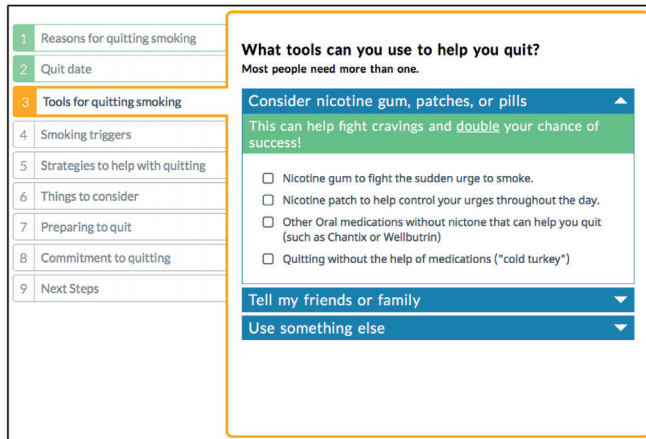 1 Reasons for quitting smoking
2 Quit date
3 Tools for quitting smoking
4 Smoking triggers
5 Strategies to help with quitting
6 Things to consider
7 Preparing to quit
8 Commitment to quitting
9 Next Steps
What tools can you use to help you quit?
Most people need more than one.
Consider nicotine gum, patches, or pills
This can help fight cravings and double your chance of
success!
Nicotine gum to fight the sudden urge to smoke.
Nicotine patch to help control your urges throughout the day.
Other Oral medications without nictone that can help you quit
(such as Chantix or Wellbutrin)
Quitting without the help of medications ("cold turkey")
Tell my friends or family
Use something else